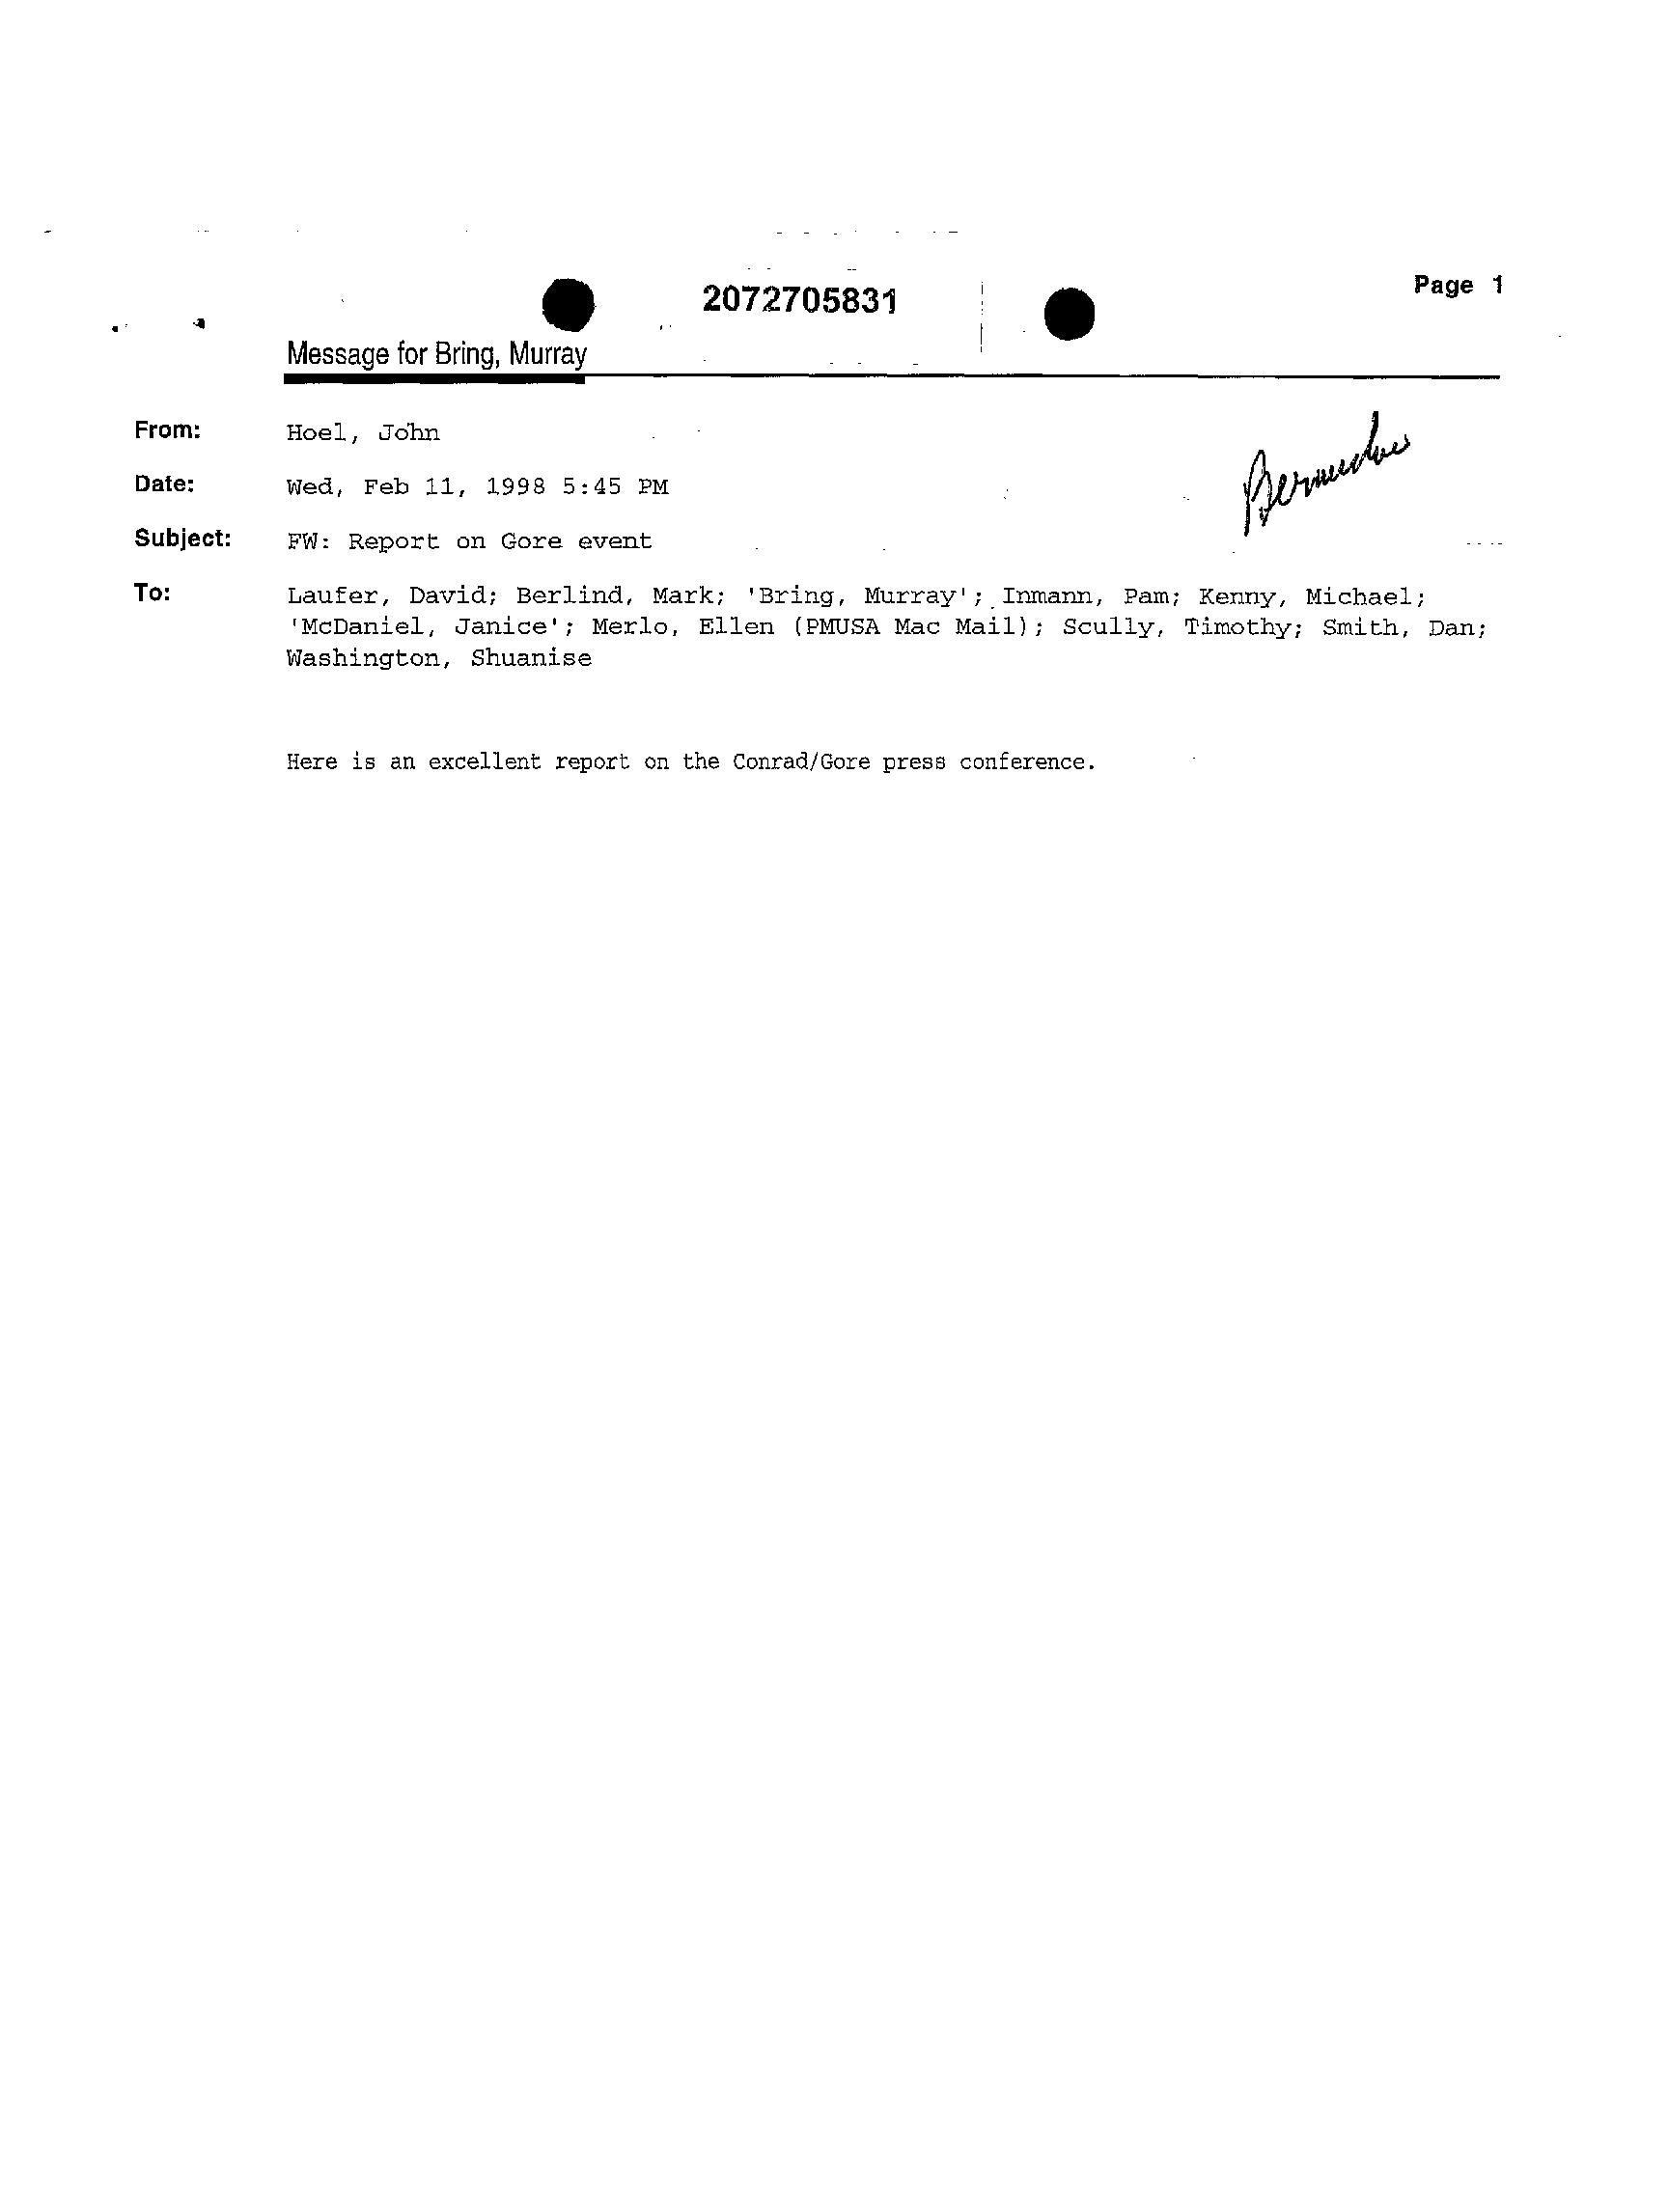 2072705831
Page 1
Message for Bring, Murray
From: Hoel, John
Date: Wed, Feb 11, 1998 5:45 PM
Subject: FW: Report on Gore event
To: Laufer, David; Berlind, Mark; 'Bring, Murray'; Inmann, Pam; Kenny, Michael;
'McDaniel, Janice'; Merlo, Ellen (PMUSA Mac Mail); Scully, Timothy; Smith, Dan;
Washington, Shuanise
Here is an excellent report on the Conrad/Gore press conference.